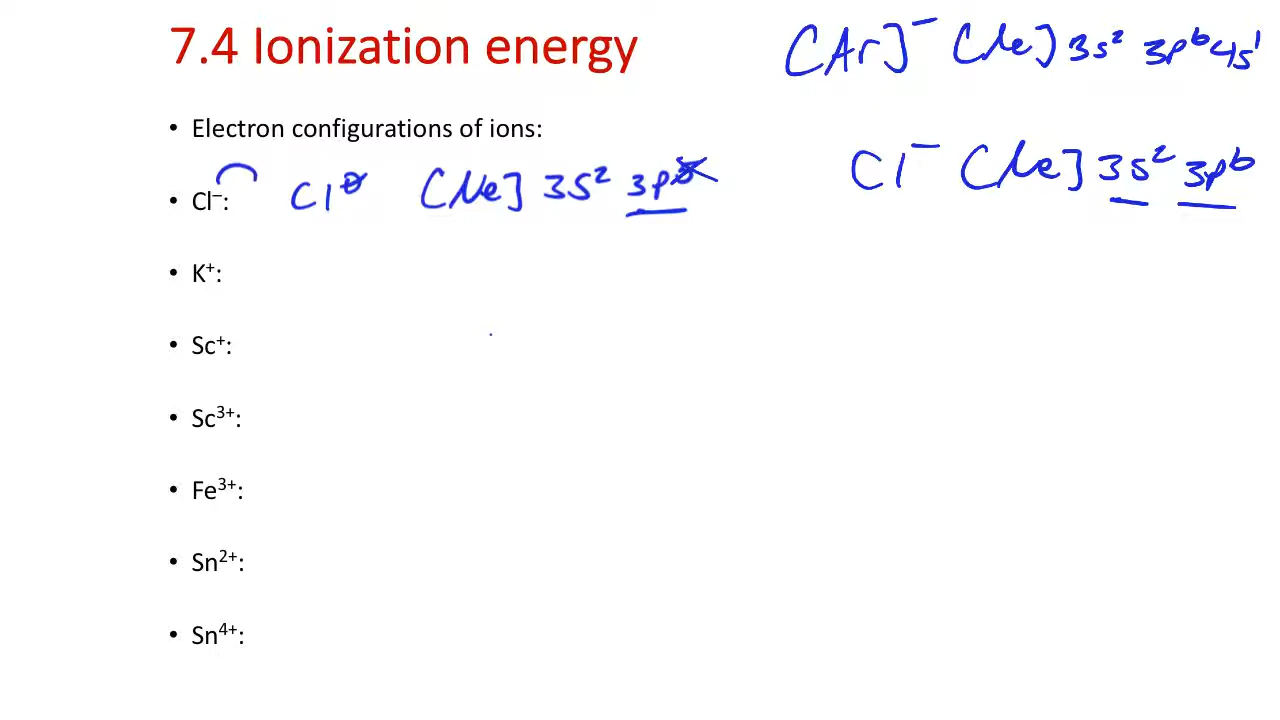 7.4 Ionization energy
[Ar]⁻ [Ne] 3s² 3p⁶ 4s¹
• Electron configurations of ions:
• Cl⁻: Cl⁰ [Ne] 3s² 3p⁵
Cl⁻ [Ne] 3s² 3p⁶
• K⁺:
• Sc⁺:
• Sc³⁺:
• Fe³⁺:
• Sn²⁺:
• Sn⁴⁺: